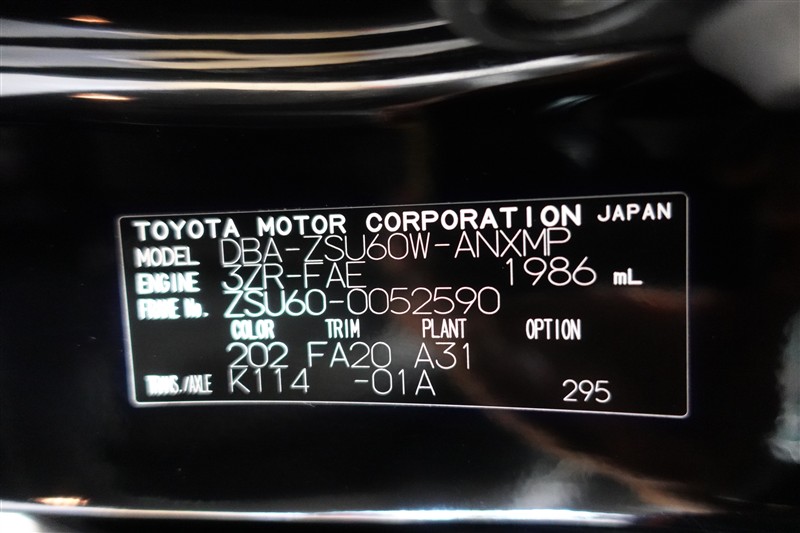 TOYOTA MOTOR CORPORATION JAPAN
MODEL DBA-ZSU60W-ANXMP
ENGINE 3ZR-FAE 1986 mL
FRAME No. ZSU60-0052590
COLOR TRIM PLANT OPTION
202 FA20 A31
TRANS./AXLE K114 -01A 295